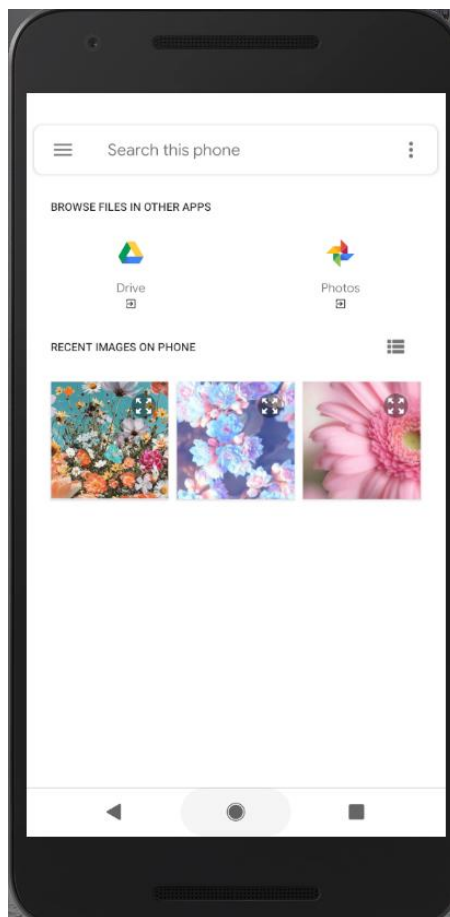 Search this phone
BROWSE FILES IN OTHER APPS
Drive
Photos
RECENT IMAGES ON PHONE